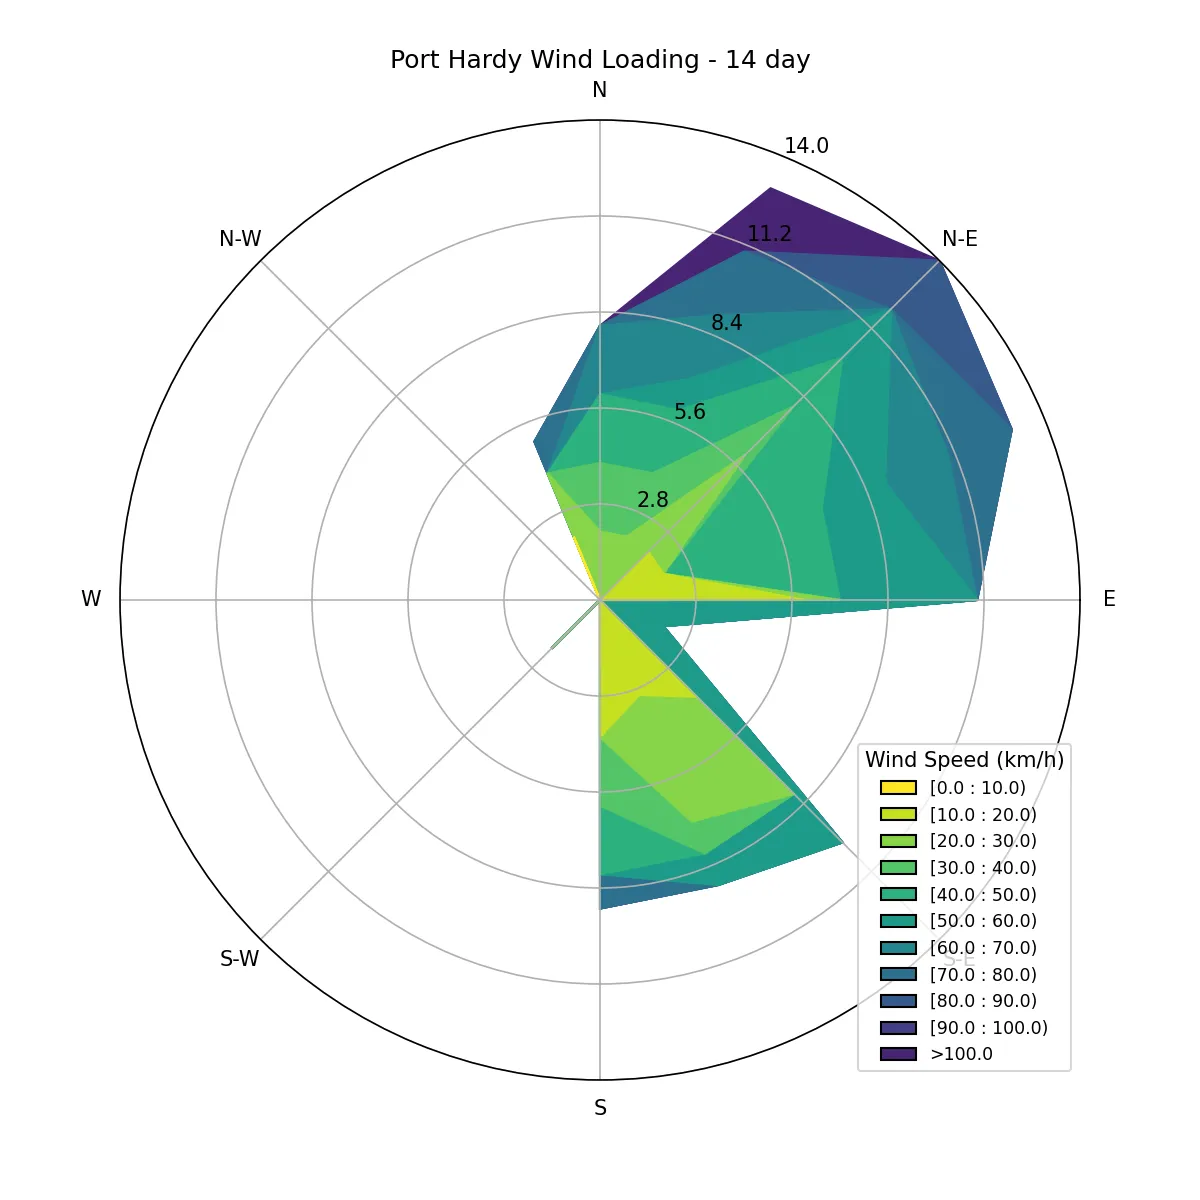 Port Hardy Wind Loading - 14 day
N
14.0
11.2
N-W
N-E
8.4
5.6
2.8
W
E
Wind Speed (km/h)
[0.0 : 10.0)
[10.0 : 20.0)
[20.0 : 30.0)
[30.0 : 40.0)
[40.0 : 50.0)
[50.0 : 60.0)
[60.0 : 70.0)
[70.0 : 80.0)
[80.0 : 90.0)
[90.0 : 100.0)
>100.0
S-W
S-E
S